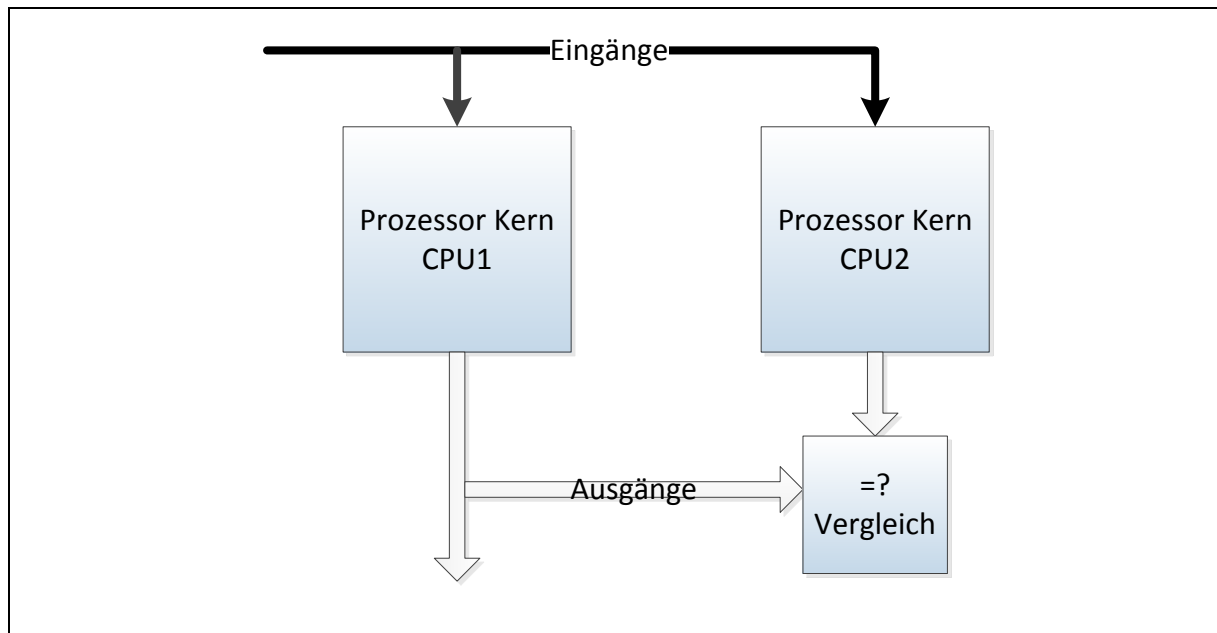 Eingänge
Prozessor Kern
CPU1
Prozessor Kern
CPU2
Ausgänge
=?
Vergleich